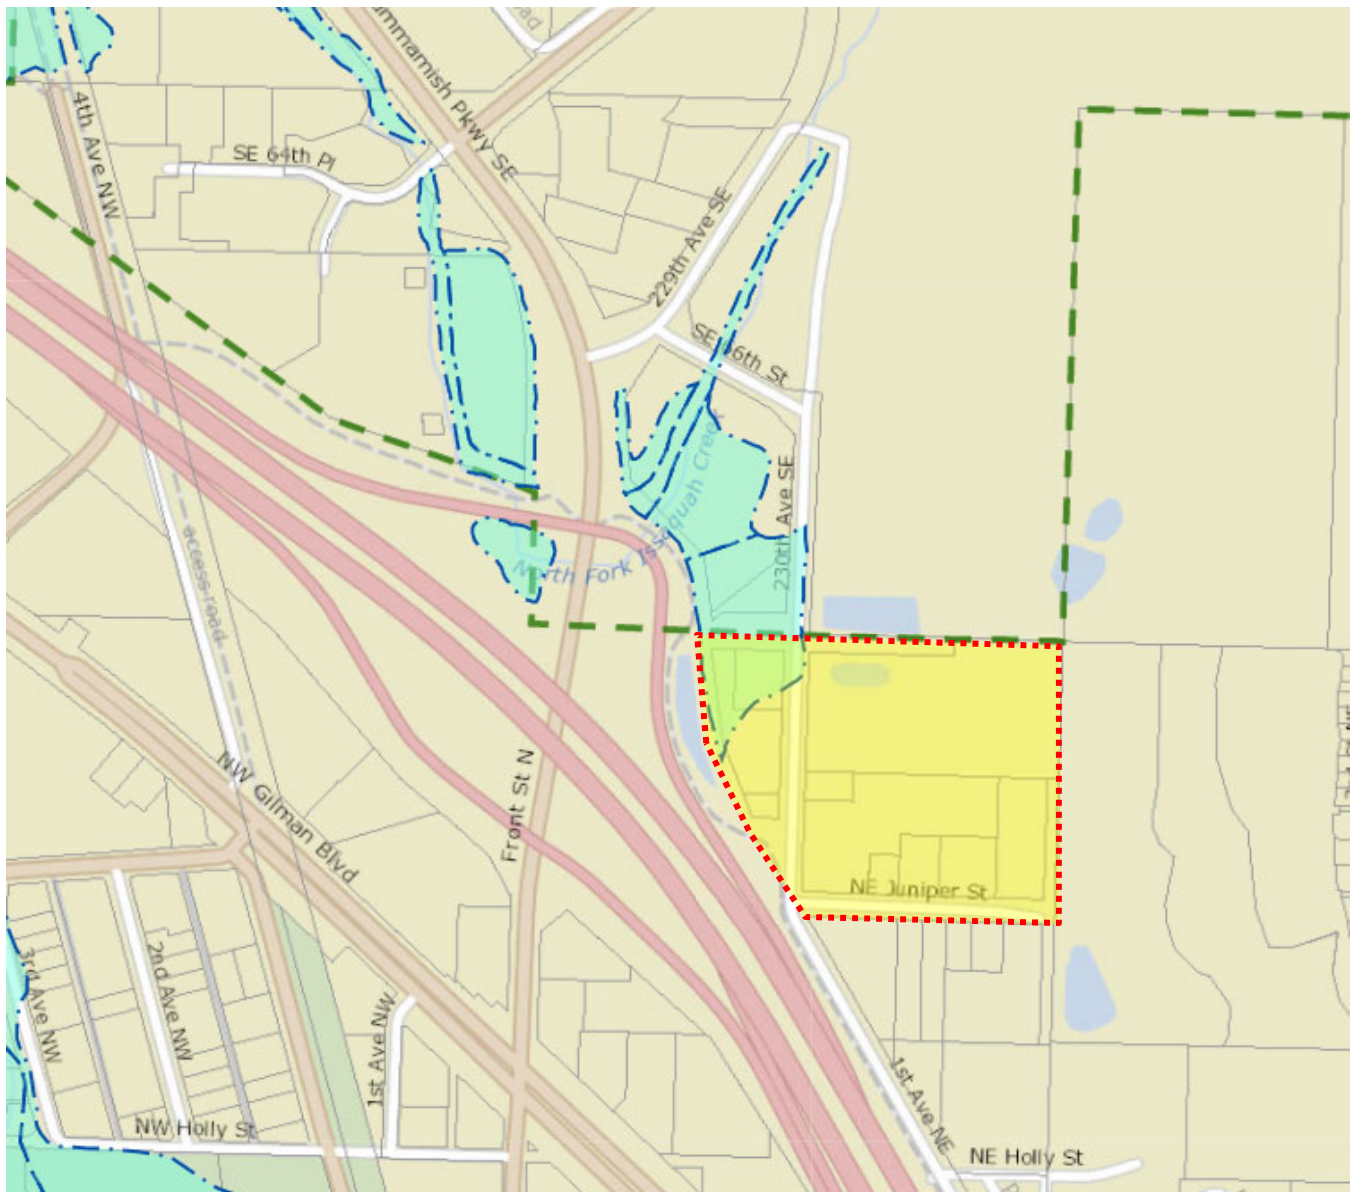 ammamish Pkwy SE
4th Ave NW
SE 64th Pl
229th Ave SE
SE 66th St
North Fork Issaquah Creek
230th Ave SE
access road
NW Gilman Blvd
Front St N
NE Juniper St
3rd Ave NW
2nd Ave NW
1st Ave NW
1st Ave NE
NW Holly St
NE Holly St